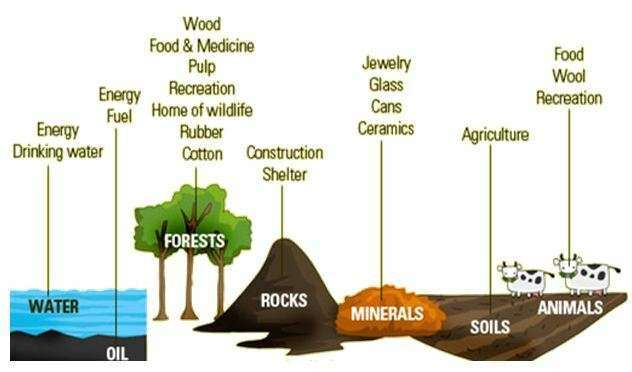 Energy
Drinking water
Energy
Fuel
Wood
Food & Medicine
Pulp
Recreation
Home of wildlife
Rubber
Cotton
Construction
Shelter
Jewelry
Glass
Cans
Ceramics
Agriculture
Food
Wool
Recreation
WATER
OIL
FORESTS
ROCKS
MINERALS
SOILS
ANIMALS